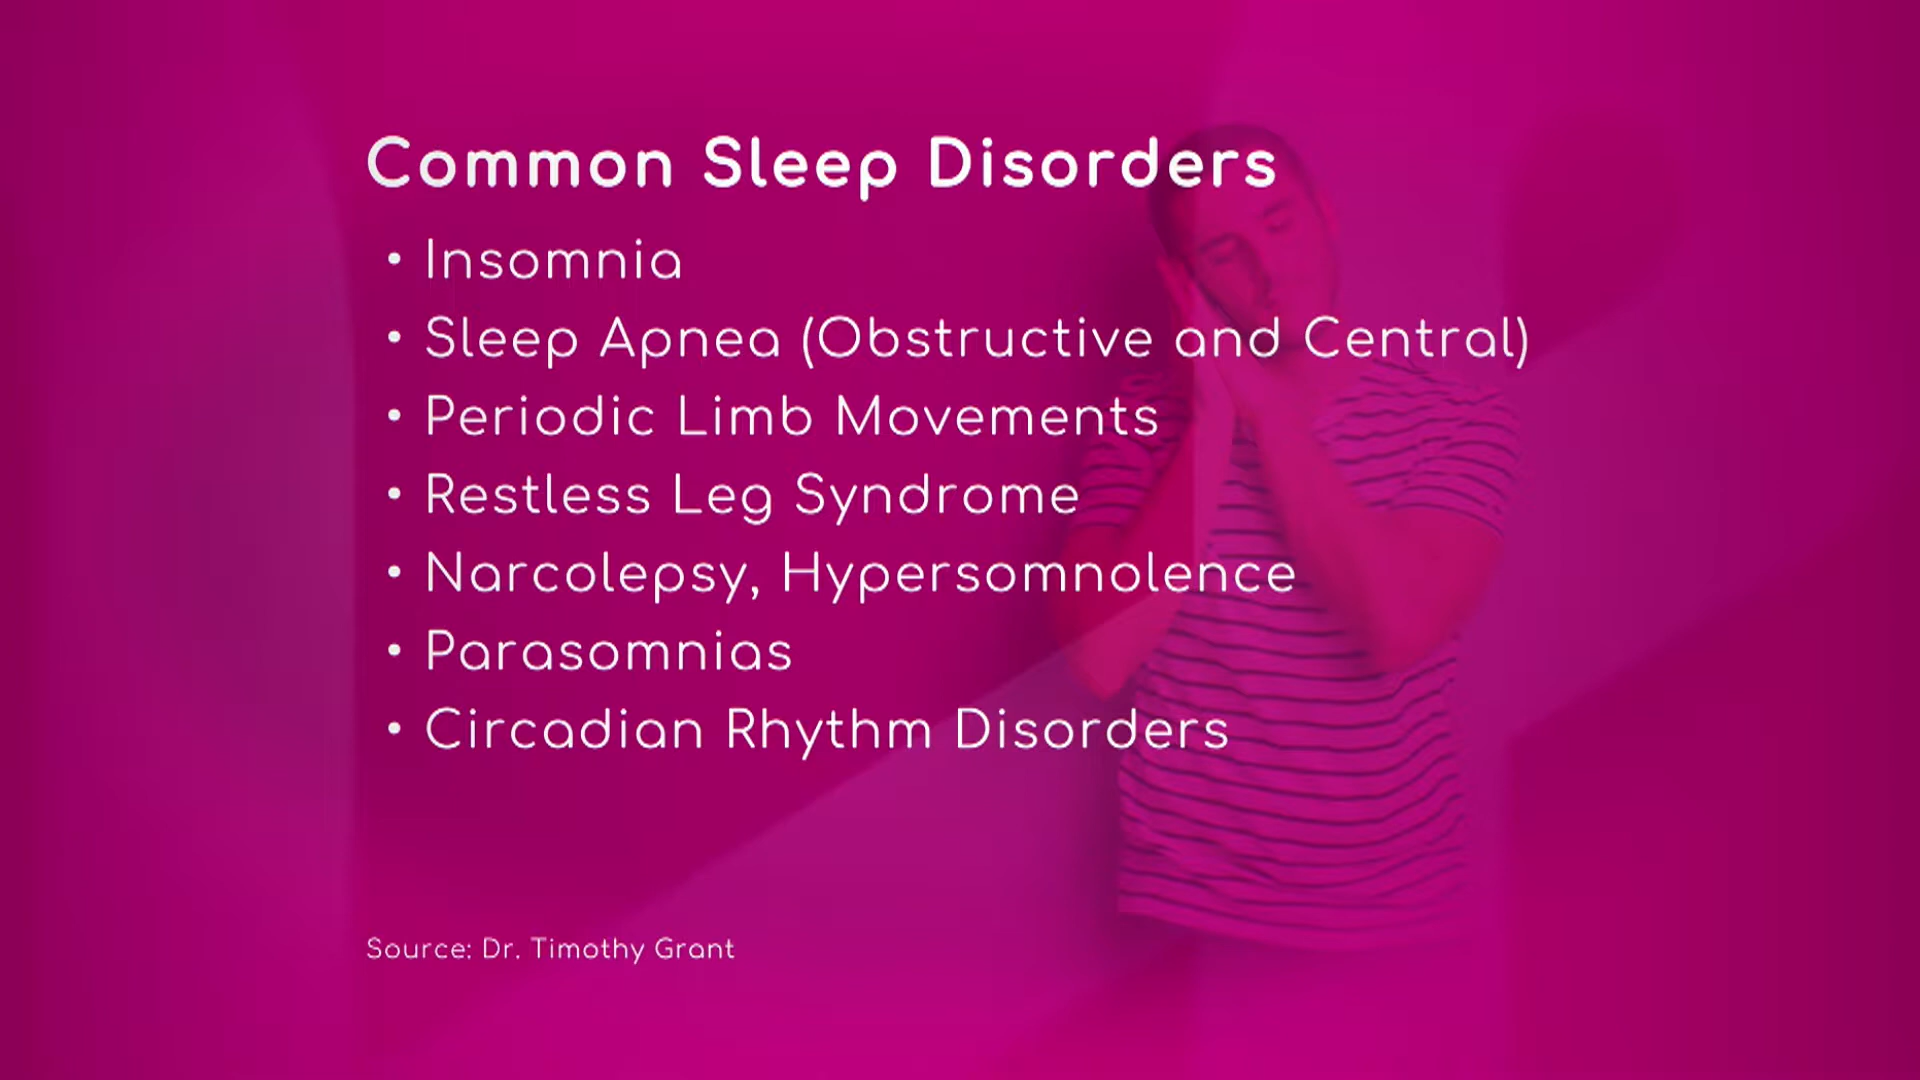 Common Sleep Disorders
• Insomnia
• Sleep Apnea (Obstructive and Central)
• Periodic Limb Movements
• Restless Leg Syndrome
• Narcolepsy, Hypersomnolence
• Parasomnias
• Circadian Rhythm Disorders
Source: Dr. Timothy Grant